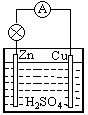 A
Zn Cu
H₂SO₄